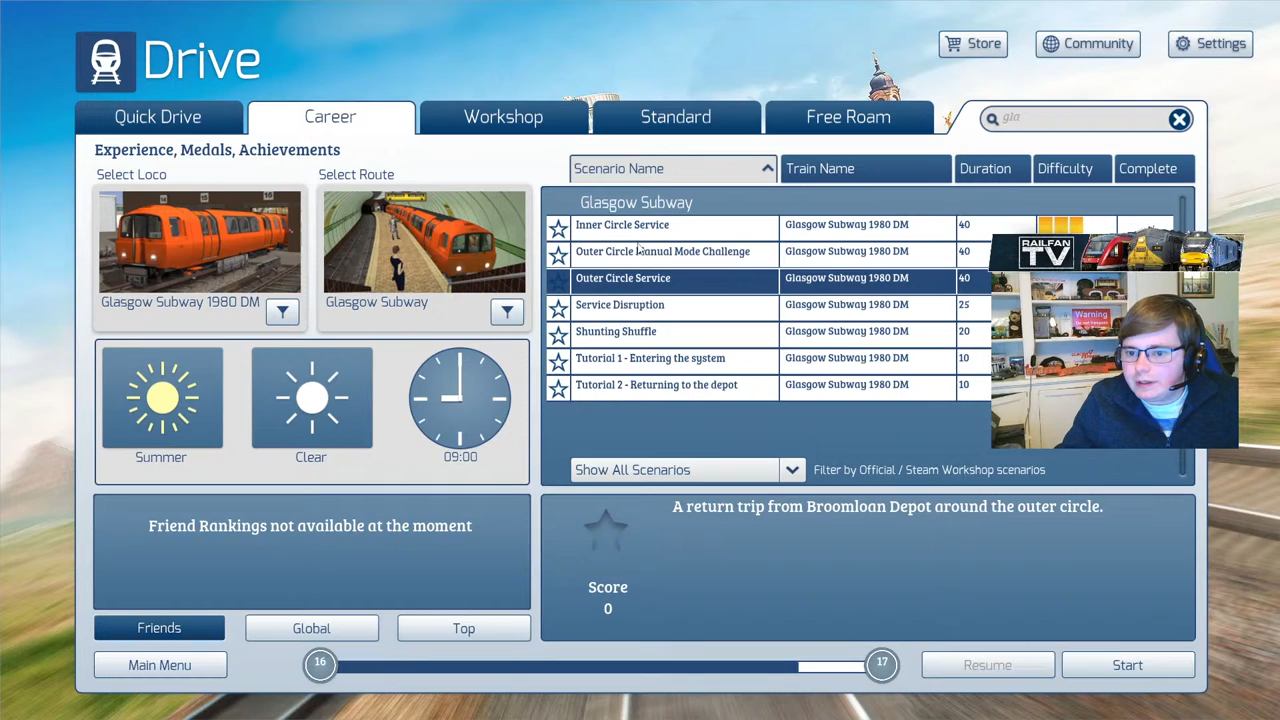 Drive
Store
Community
Settings
Quick Drive
Career
Workshop
Standard
Free Roam
gla
Experience, Medals, Achievements
Select Loco
Select Route
Glasgow Subway 1980 DM
Glasgow Subway
Scenario Name
Train Name
Duration
Difficulty
Complete
Glasgow Subway
Inner Circle Service Glasgow Subway 1980 DM 40
Outer Circle Manual Mode Challenge Glasgow Subway 1980 DM 40
Outer Circle Service Glasgow Subway 1980 DM 40
Service Disruption Glasgow Subway 1980 DM 25
Shunting Shuffle Glasgow Subway 1980 DM 20
Tutorial 1 - Entering the system Glasgow Subway 1980 DM 10
Tutorial 2 - Returning to the depot Glasgow Subway 1980 DM 10
RAILFAN
TV
Warning
Summer
Clear
09:00
Show All Scenarios
Filter by Official / Steam Workshop scenarios
Friend Rankings not available at the moment
A return trip from Broomloan Depot around the outer circle.
Score
0
Friends
Global
Top
Main Menu
16
17
Resume
Start